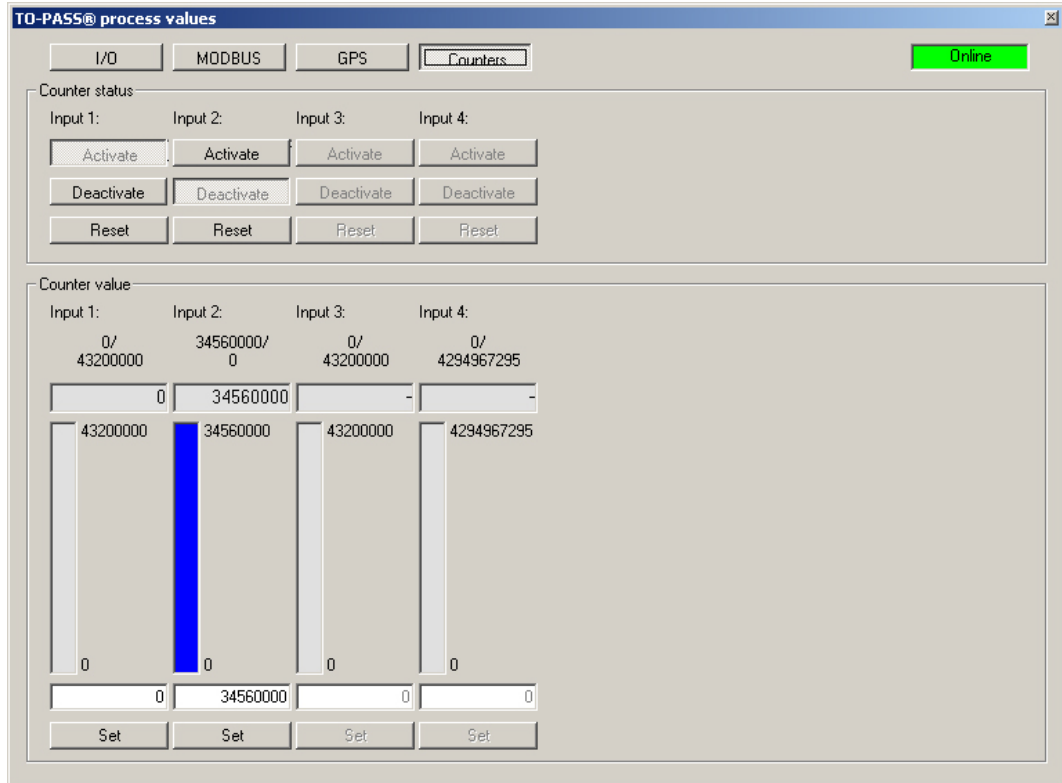 TO-PASS® process values
I/O MODBUS GPS Counters Online
Counter status
Input 1: Input 2: Input 3: Input 4:
Activate Activate Activate Activate
Deactivate Deactivate Deactivate Deactivate
Reset Reset Reset Reset
Counter value
Input 1: Input 2: Input 3: Input 4:
0/ 34560000/ 0/ 0/
43200000 0 43200000 4294967295
0 34560000 - -
43200000 34560000 43200000 4294967295
0 0 0 0
0 34560000 0 0
Set Set Set Set